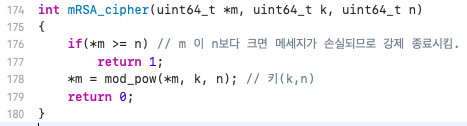 174 int mRSA_cipher(uint64_t *m, uint64_t k, uint64_t n)
175 {
176 if(*m >= n) // m 이 n보다 크면 메세지가 손실되므로 강제 종료시킴.
177 return 1;
178 *m = mod_pow(*m, k, n); // 키(k,n)
179 return 0;
180 }